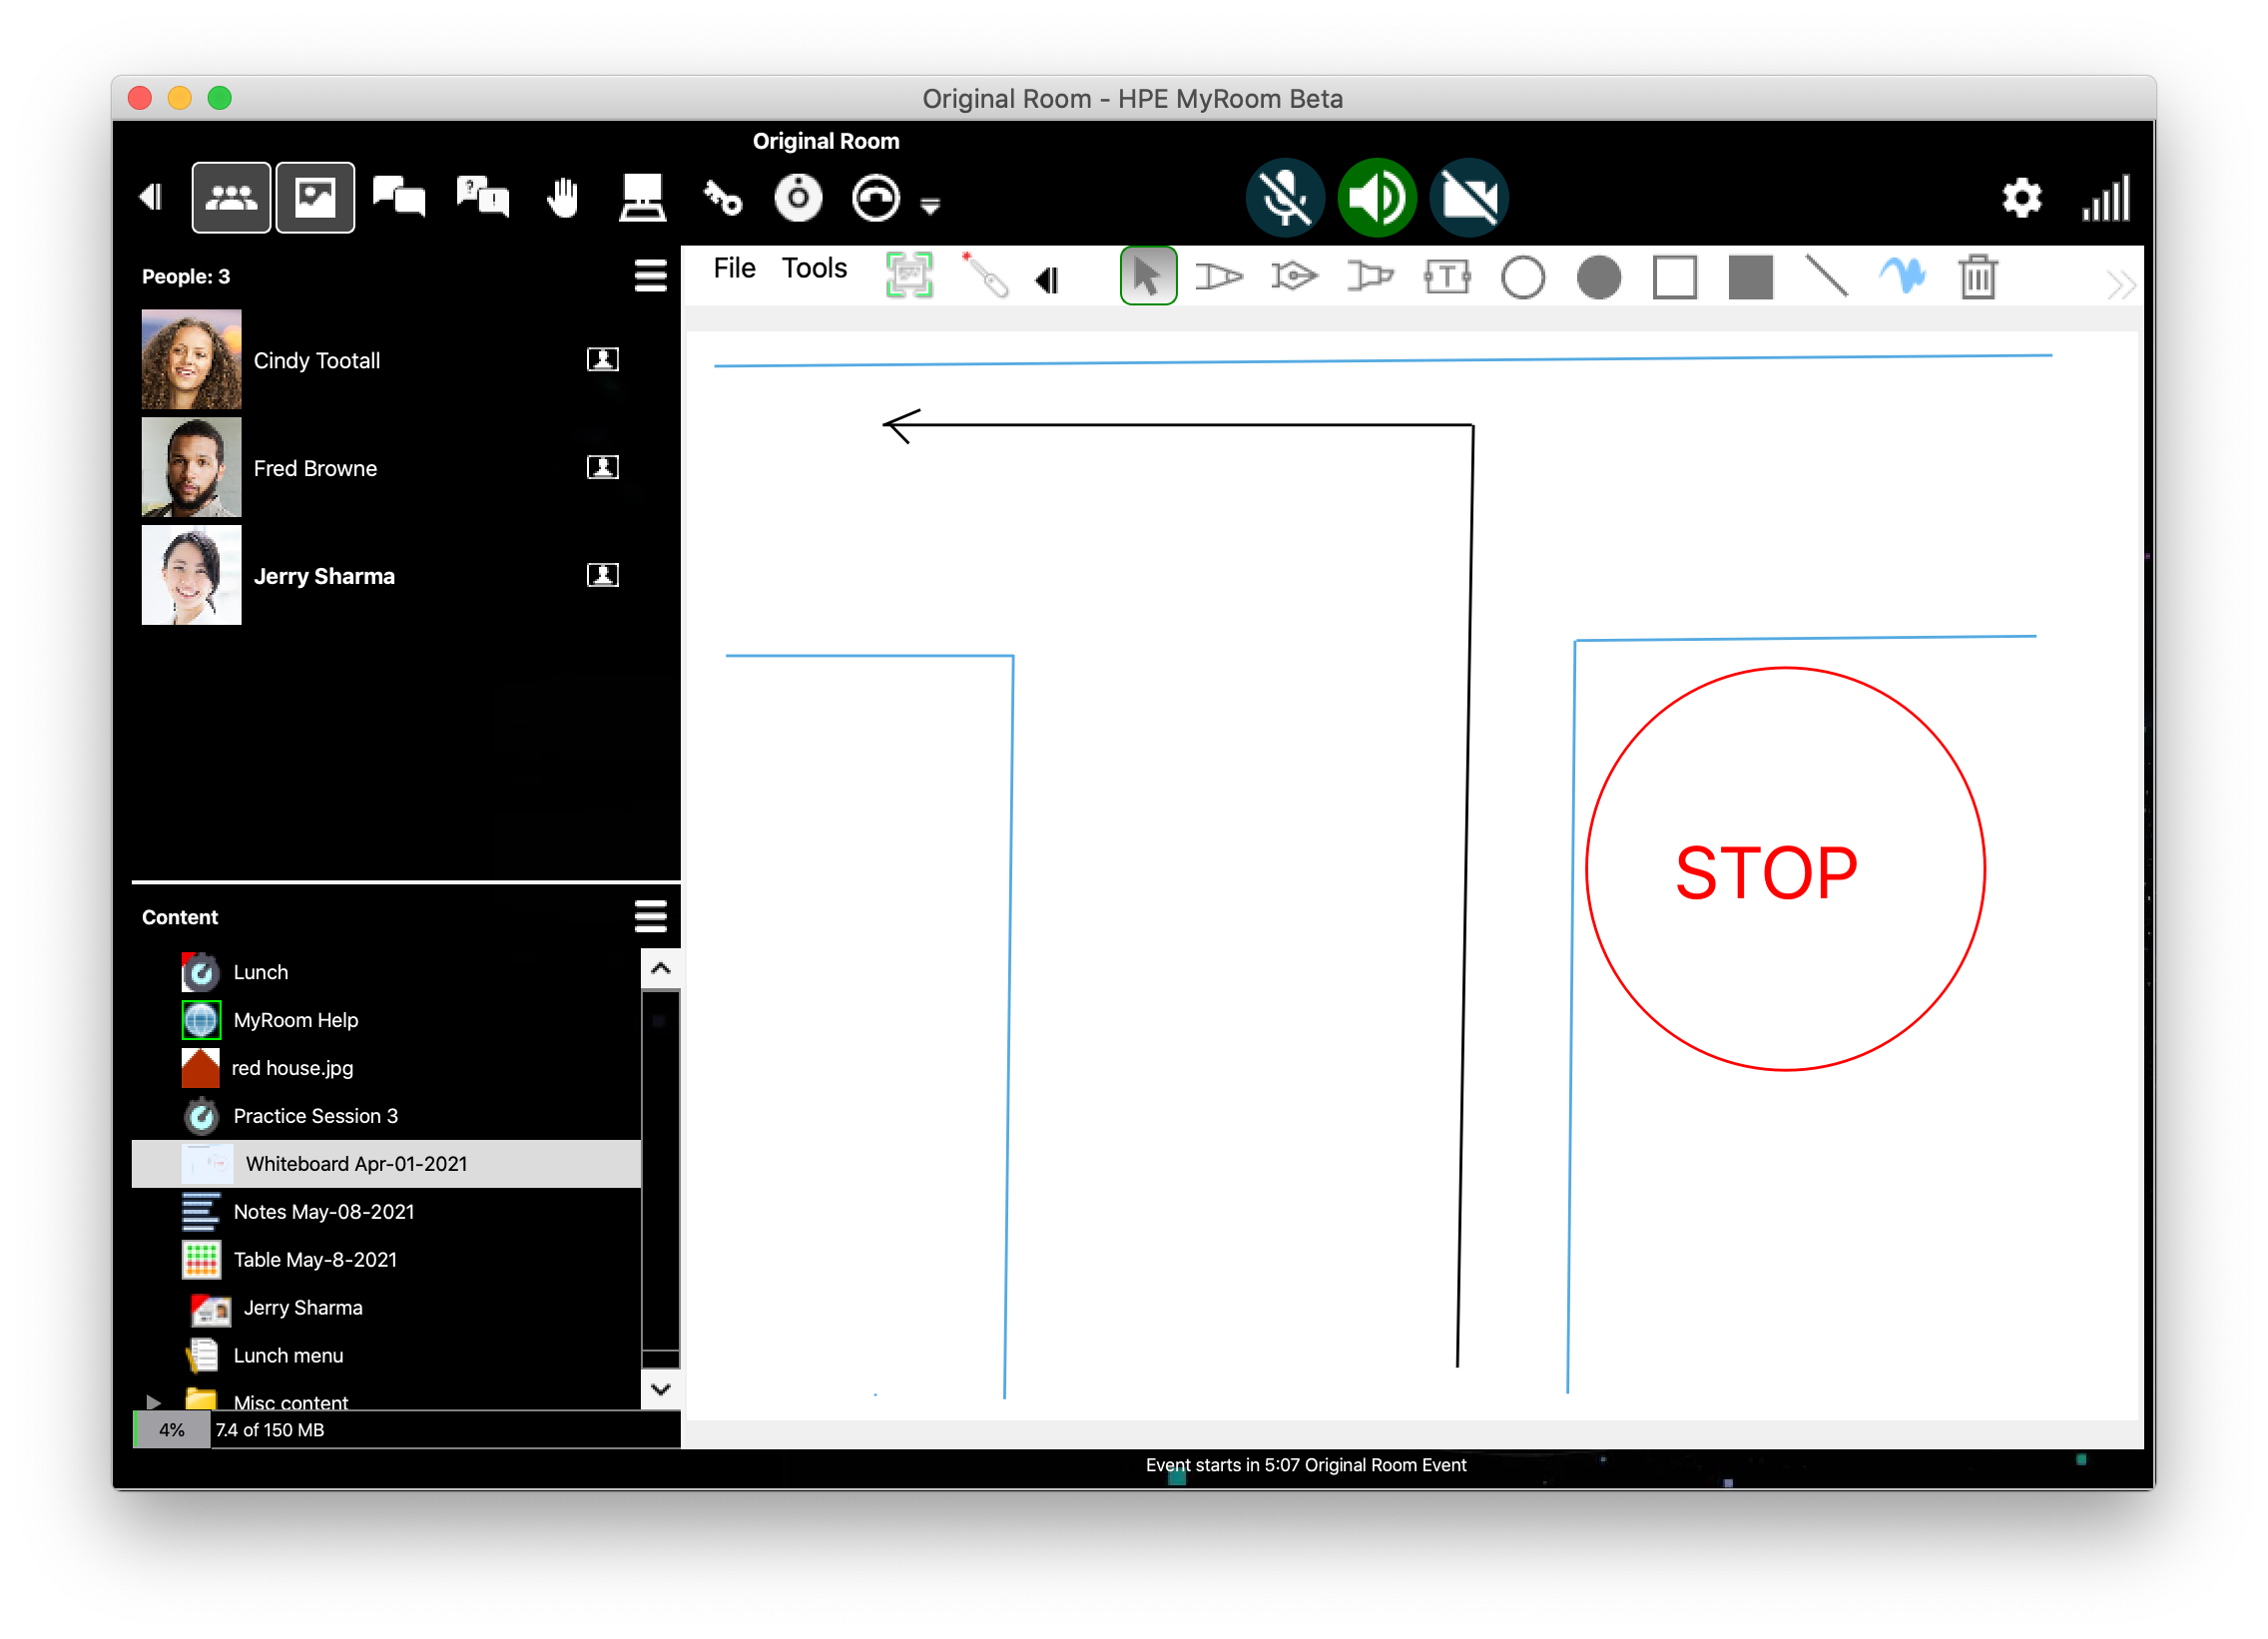 Original Room - HPE MyRoom Beta
Original Room
People: 3
Cindy Tootall
Fred Browne
Jerry Sharma
File Tools
T
STOP
Content
Lunch
MyRoom Help
red house.jpg
Practice Session 3
Whiteboard Apr-01-2021
Notes May-08-2021
Table May-8-2021
Jerry Sharma
Lunch menu
Misc content
4% 7.4 of 150 MB
Event starts in 5:07 Original Room Event